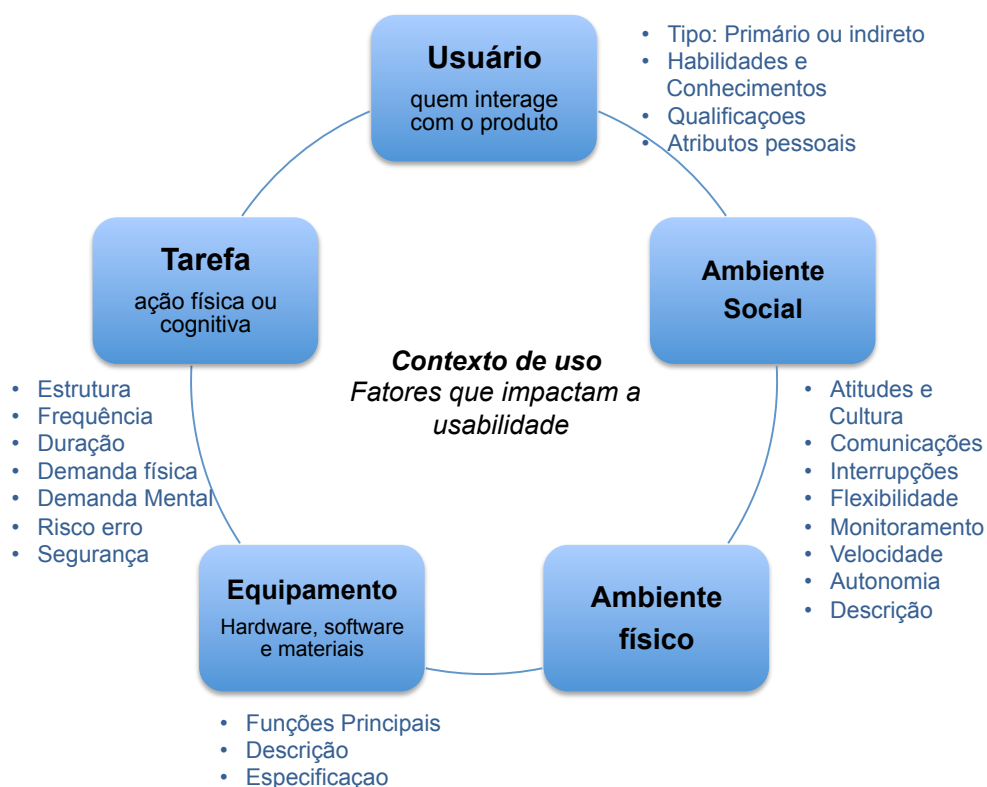 Usuário
quem interage
com o produto
• Tipo: Primário ou indireto
• Habilidades e
Conhecimentos
• Qualificaçoes
• Atributos pessoais
Tarefa
ação física ou
cognitiva
Ambiente
Social
Contexto de uso
Fatores que impactam a
usabilidade
• Estrutura
• Frequência
• Duração
• Demanda física
• Demanda Mental
• Risco erro
• Segurança
• Atitudes e
Cultura
• Comunicações
• Interrupções
• Flexibilidade
• Monitoramento
• Velocidade
• Autonomia
• Descrição
Equipamento
Hardware, software
e materiais
Ambiente
físico
• Funções Principais
• Descrição
• Especificaçao